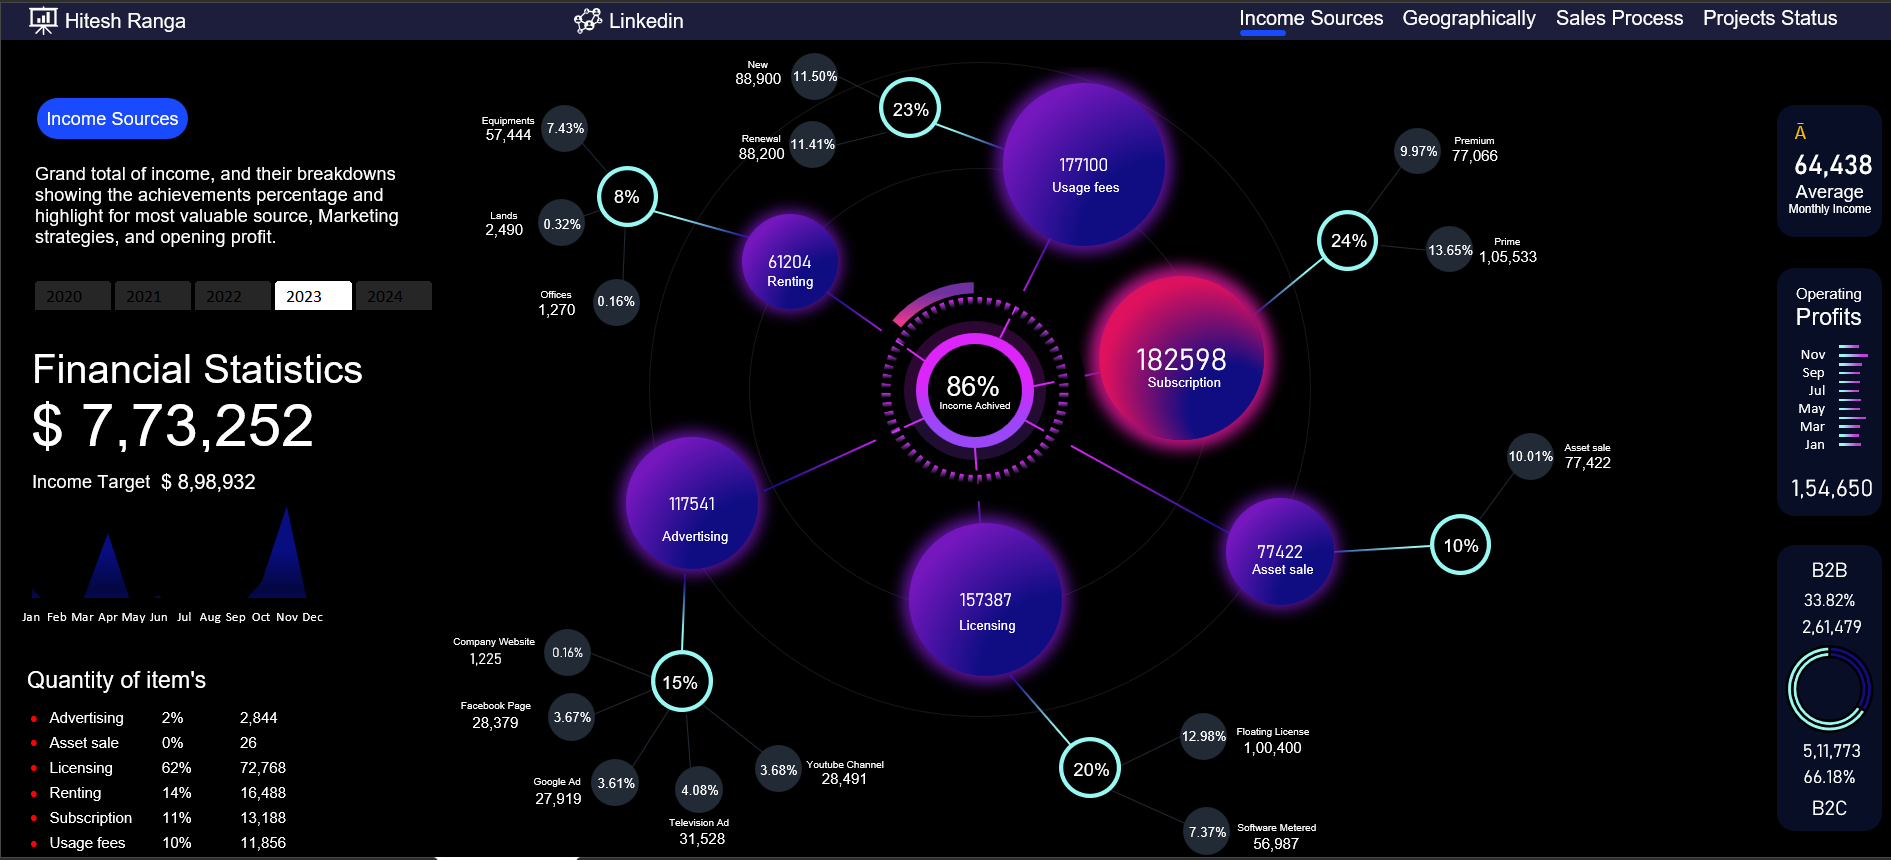 Hitesh Ranga
Linkedin
Income Sources Geographically Sales Process Projects Status
Income Sources
Grand total of income, and their breakdowns
showing the achievements percentage and
highlight for most valuable source, Marketing
strategies, and opening profit.
2020 2021 2022 2023 2024
Financial Statistics
$ 7,73,252
Income Target $ 8,98,932
Jan Feb Mar Apr May Jun Jul Aug Sep Oct Nov Dec
Quantity of item's
Advertising 2% 2,844
Asset sale 0% 26
Licensing 62% 72,768
Renting 14% 16,488
Subscription 11% 13,188
Usage fees 10% 11,856
New
88,900
11.50%
Renewal
88,200
11.41%
23%
177100
Usage fees
Equipments
57,444
7.43%
Lands
2,490
0.32%
Offices
1,270
0.16%
8%
61204
Renting
86%
Income Achived
182598
Subscription
24%
9.97%
Premium
77,066
13.65%
Prime
1,05,533
117541
Advertising
15%
Company Website
1,225
0.16%
Facebook Page
28,379
3.67%
Google Ad
27,919
3.61%
4.08%
Television Ad
31,528
3.68%
Youtube Channel
28,491
157387
Licensing
20%
12.98%
Floating License
1,00,400
7.37%
Software Metered
56,987
77422
Asset sale
10%
10.01%
Asset sale
77,422
Ā
64,438
Average
Monthly Income
Operating
Profits
Nov
Sep
Jul
May
Mar
Jan
1,54,650
B2B
33.82%
2,61,479
5,11,773
66.18%
B2C